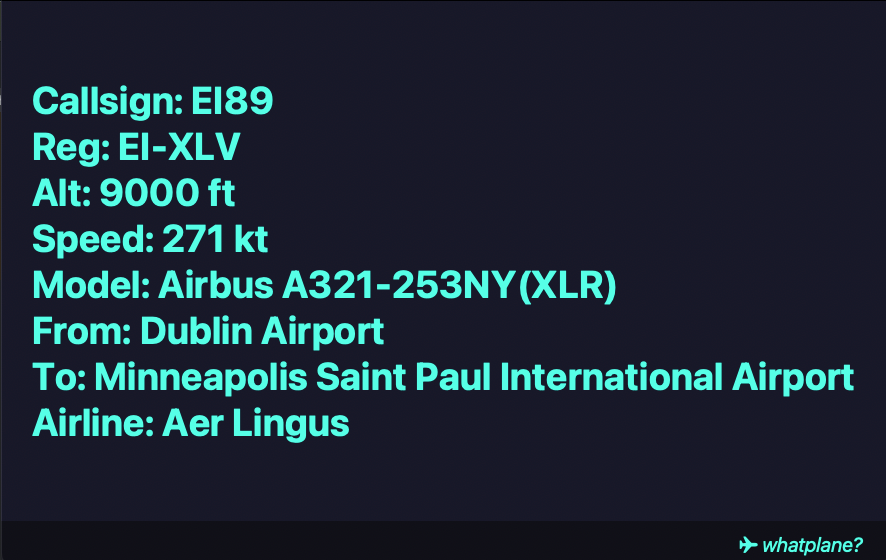 Callsign: EI89
Reg: EI-XLV
Alt: 9000 ft
Speed: 271 kt
Model: Airbus A321-253NY(XLR)
From: Dublin Airport
To: Minneapolis Saint Paul International Airport
Airline: Aer Lingus
whatplane?